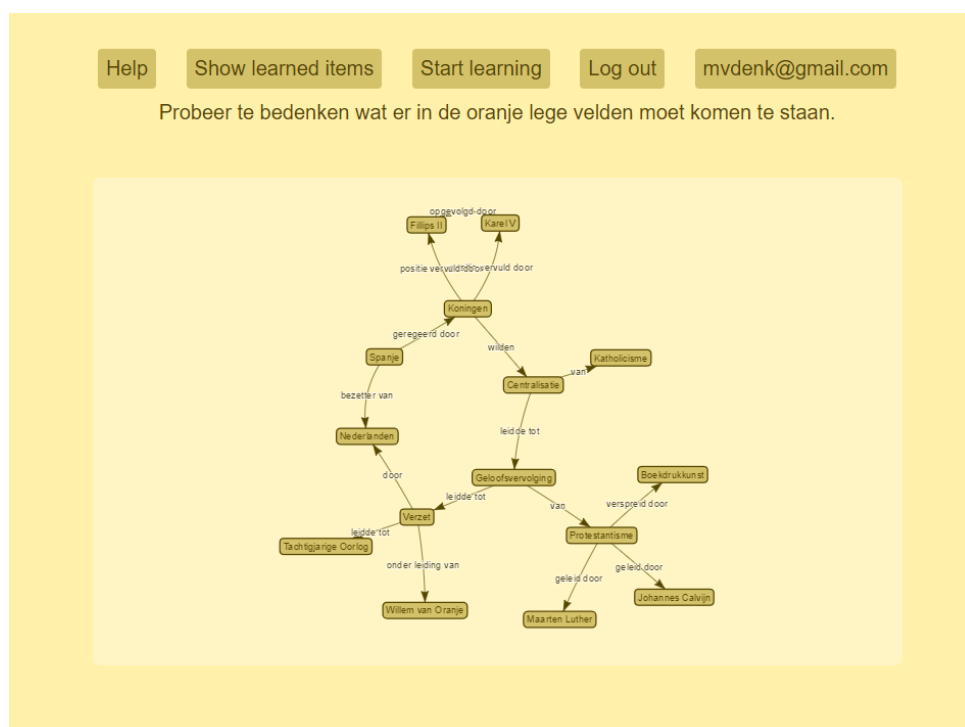 Help Show learned items Start learning Log out mvdenk@gmail.com
Probeer te bedenken wat er in de oranje lege velden moet komen te staan.
opgevolgd door
Fillips II Karel V
positie vervuld door vervuld door
Koningen
geregeerd door
wilden
Spanje Katholicisme
van
Centralisatie
bezetter van
leidde tot
Nederlanden
door Geloofsvervolging Boekdrukkunst
leidde tot van verspreid door
Verzet
leidde tot Protestantisme
Tachtigjarige Oorlog
onder leiding van geleid door geleid door
Willem van Oranje Johannes Calvijn
Maarten Luther